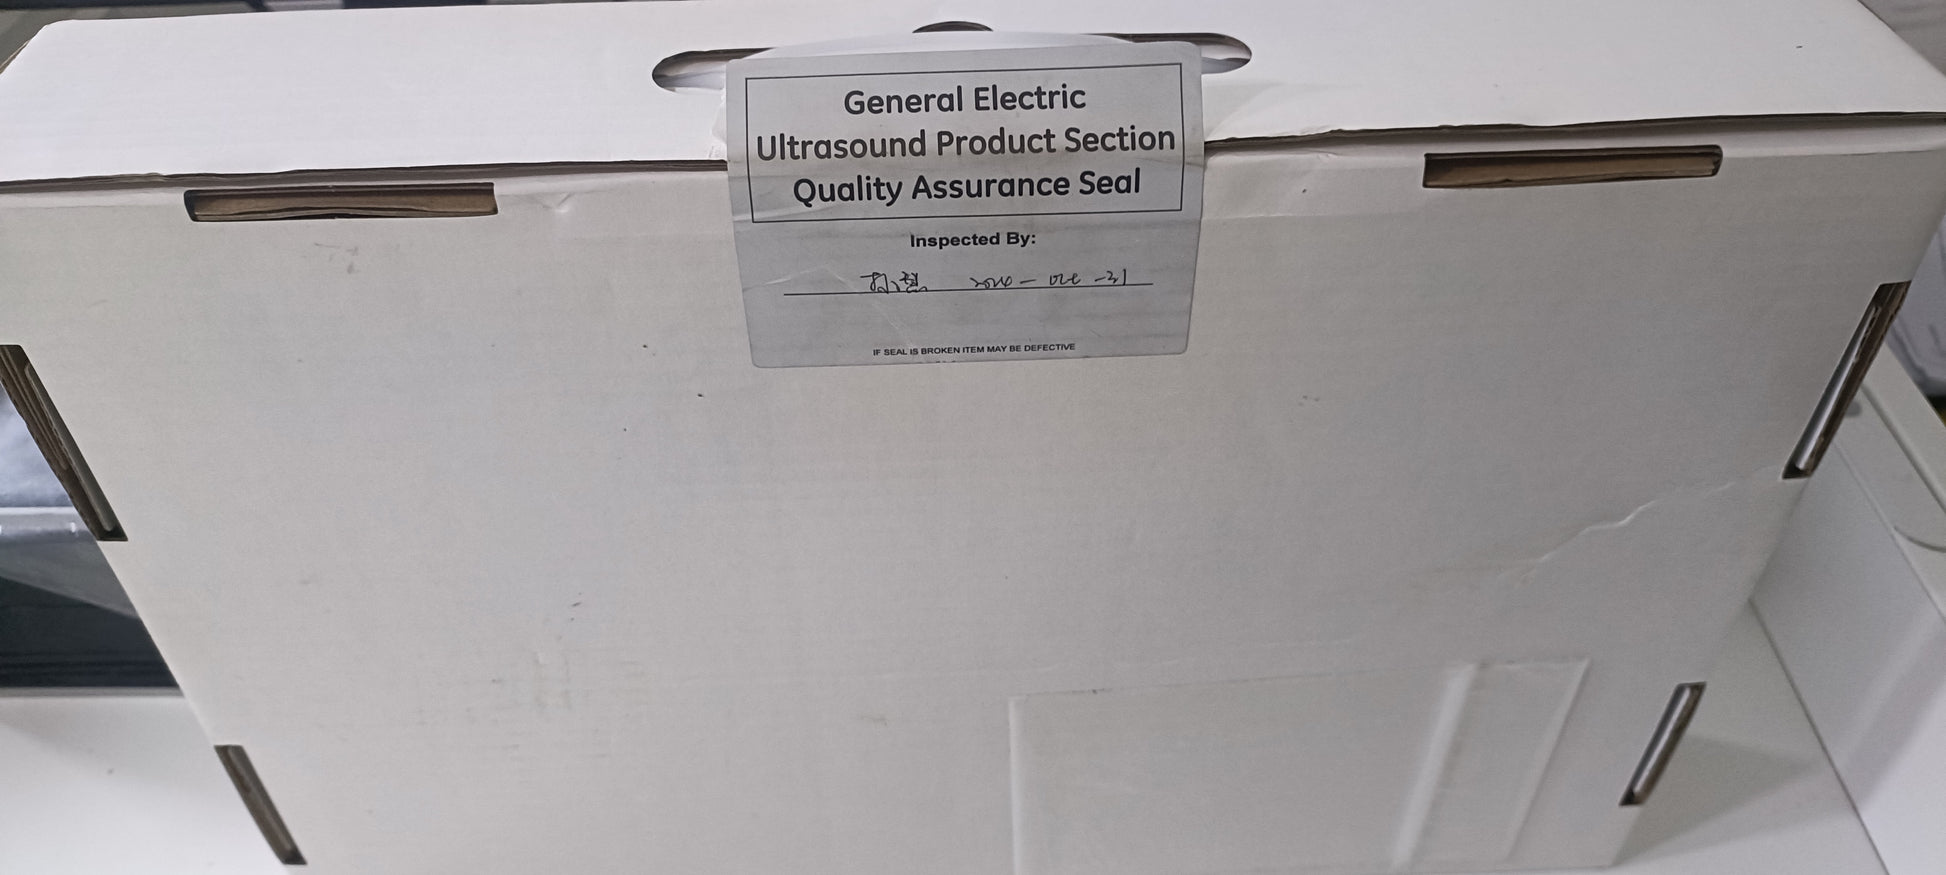 General Electric
Ultrasound Product Section
Quality Assurance Seal
Inspected By:
IF SEAL IS BROKEN ITEM MAY BE DEFECTIVE